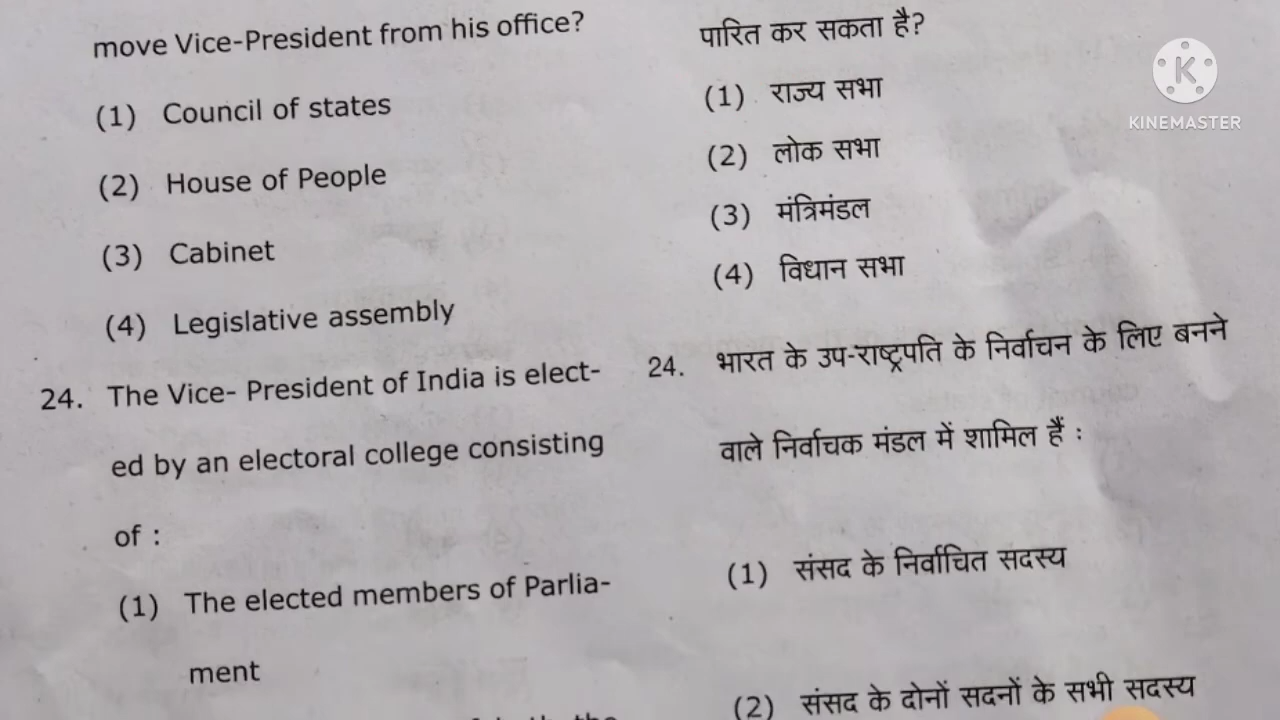 move Vice-President from his office?
(1) Council of states
(2) House of People
(3) Cabinet
(4) Legislative assembly
24. The Vice- President of India is elect-
ed by an electoral college consisting
of :
(1) The elected members of Parlia-
ment
पारित कर सकता है?
(1) राज्य सभा
(2) लोक सभा
(3) मंत्रिमंडल
(4) विधान सभा
24. भारत के उप-राष्ट्रपति के निर्वाचन के लिए बनने
वाले निर्वाचक मंडल में शामिल हैं :
(1) संसद के निर्वाचित सदस्य
(2) संसद के दोनों सदनों के सभी सदस्य
K
KINEMASTER